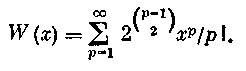 W (x) = ∑_{p=1}^{∞} 2^{\binom{p-1}{2}} x^p / p !.